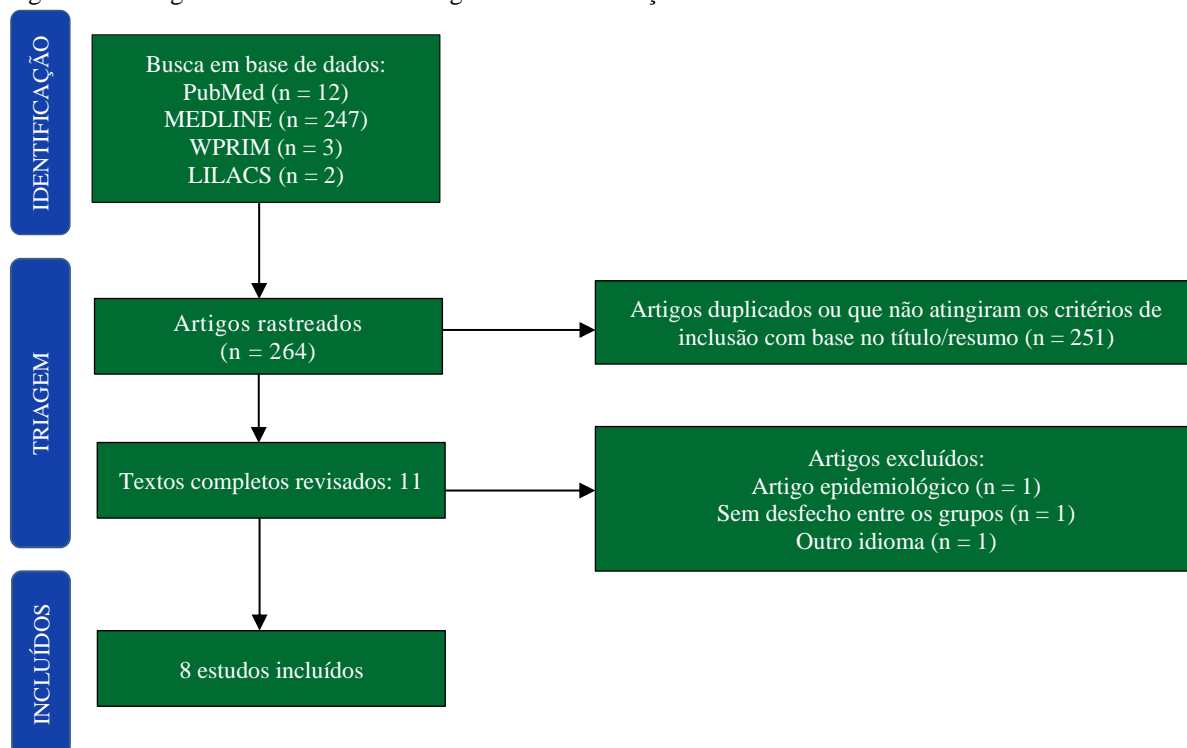 IDENTIFICAÇÃO
Busca em base de dados:
PubMed (n = 12)
MEDLINE (n = 247)
WPRIM (n = 3)
LILACS (n = 2)
TRIAGEM
Artigos rastreados
(n = 264)
Artigos duplicados ou que não atingiram os critérios de
inclusão com base no título/resumo (n = 251)
Textos completos revisados: 11
Artigos excluídos:
Artigo epidemiológico (n = 1)
Sem desfecho entre os grupos (n = 1)
Outro idioma (n = 1)
INCLUÍDOS
8 estudos incluídos